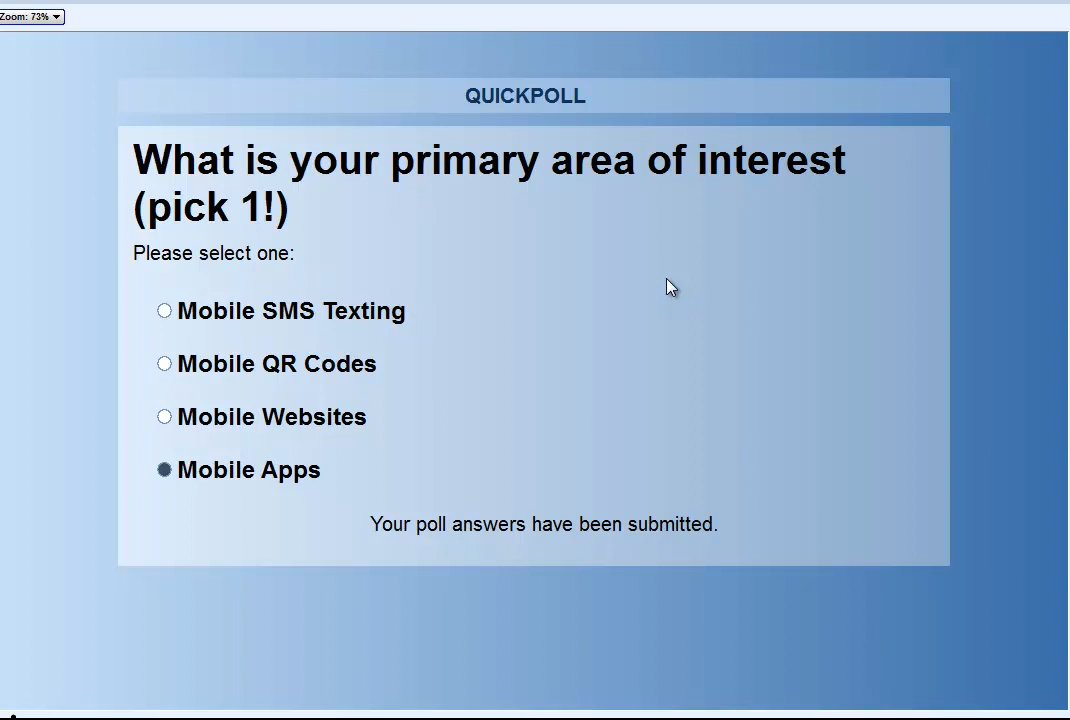 Zoom: 73%
QUICKPOLL
What is your primary area of interest
(pick 1!)
Please select one:
Mobile SMS Texting
Mobile QR Codes
Mobile Websites
Mobile Apps
Your poll answers have been submitted.